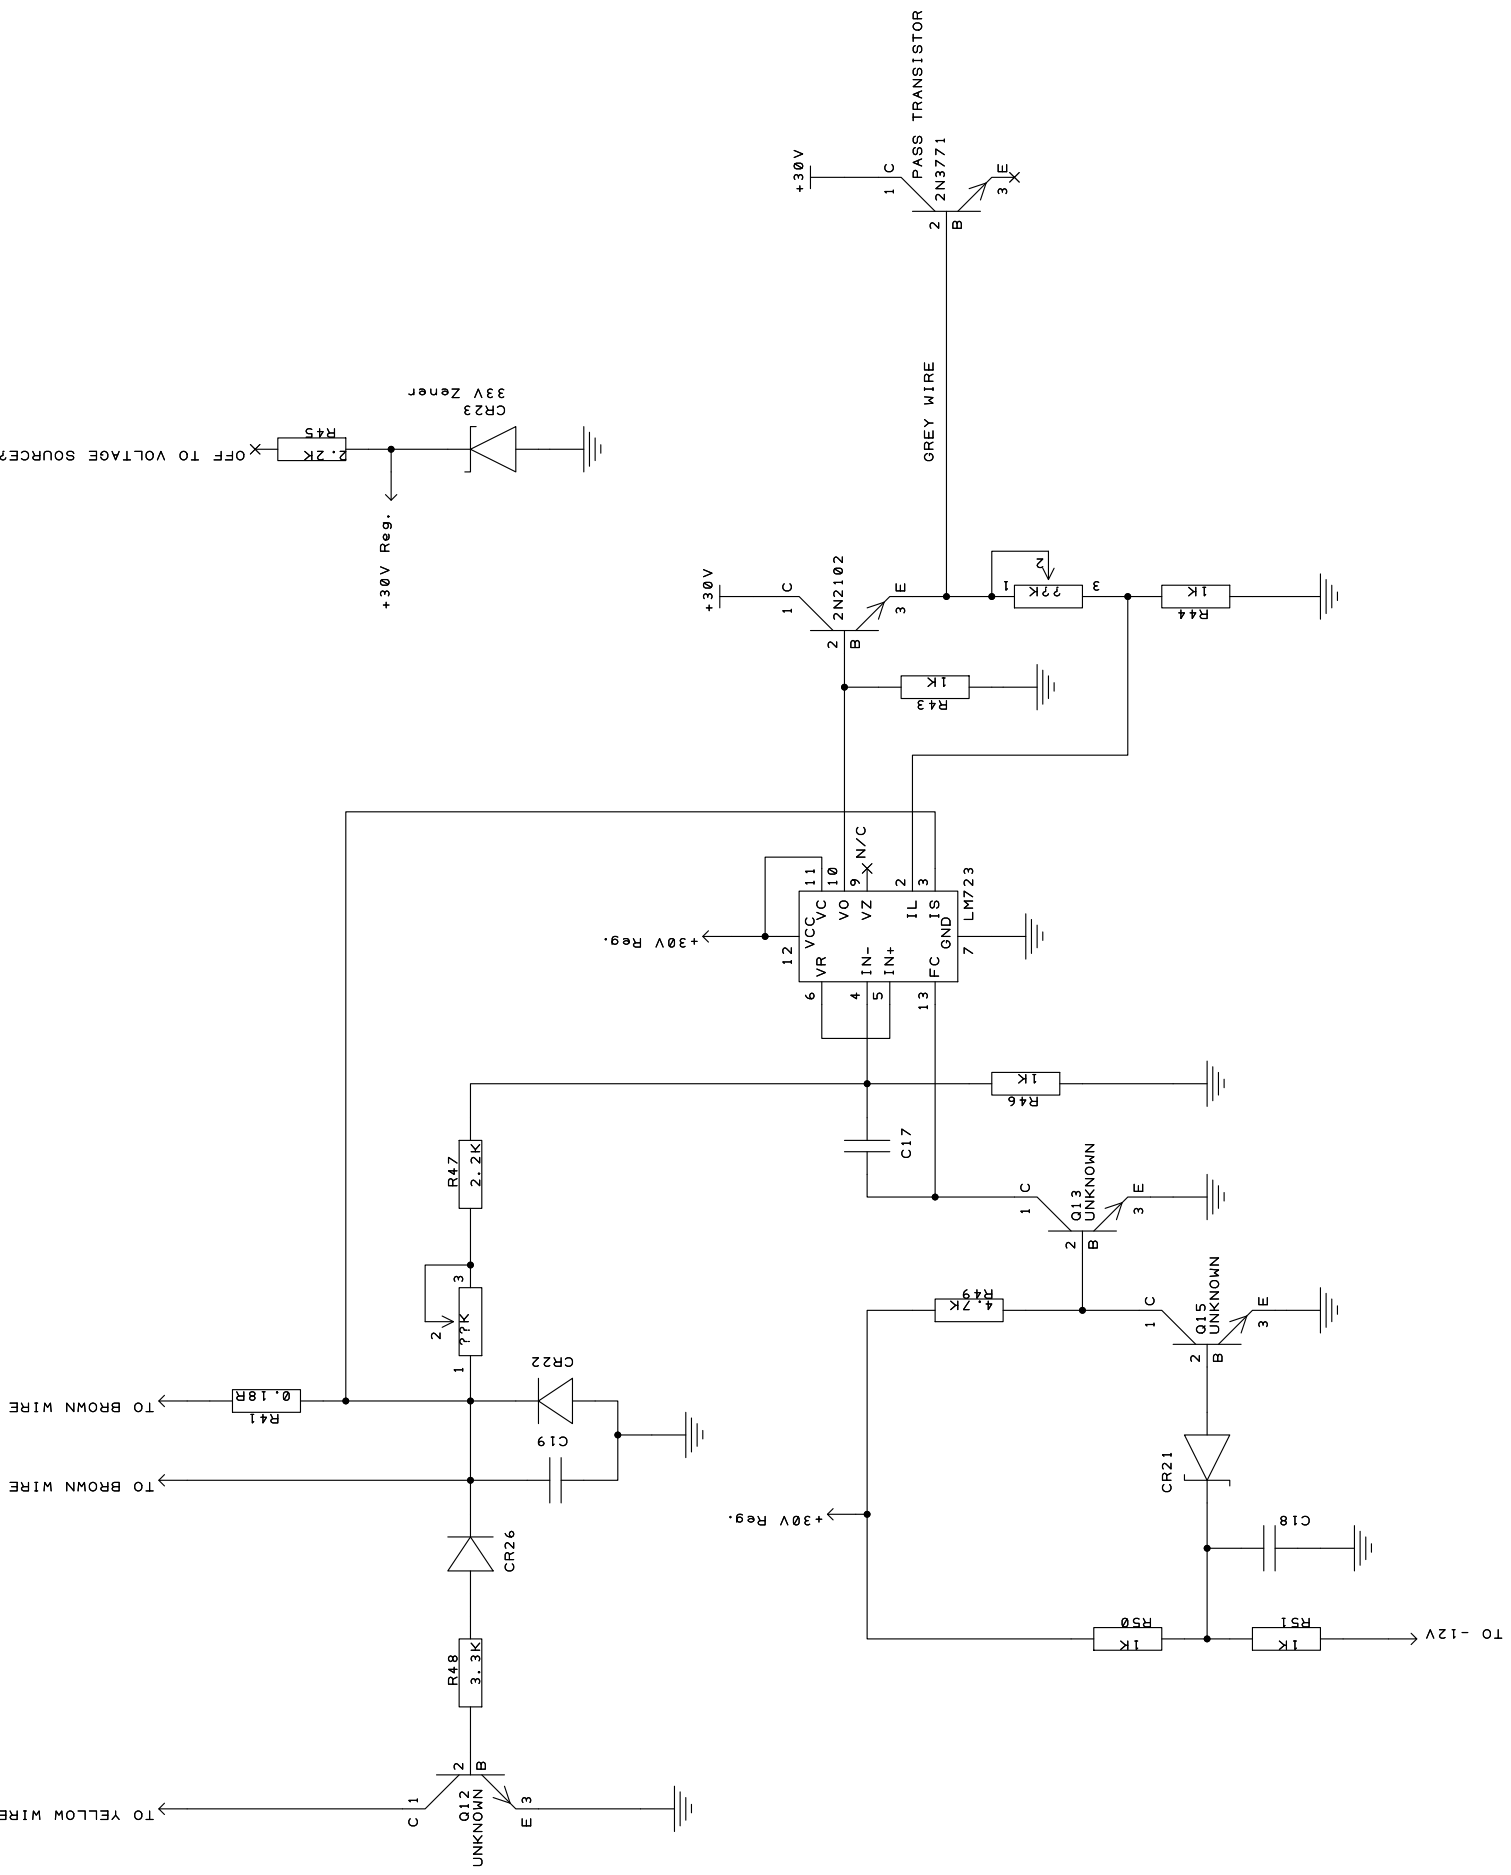 PASS TRANSISTOR
2N3771
+30V
1
C
2
B
3
E
GREY WIRE
33V Zener
CR23
OFF TO VOLTAGE SOURCE?
R45
2.2K
+30V Reg.
+30V
1
C
2N2102
2
B
3
E
1
2
??K
3
1K
R44
1K
R43
N/C
11
10
9
2
3
LM723
VC
VO
VZ
IL
IS
+30V Reg.
12
VCC
GND
7
VR
IN-
IN+
FC
6
4
5
13
1K
R46
C17
R47
2.2K
1
C
Q13
UNKNOWN
2
B
3
E
3
2
??K
1
R49
4.7K
1
C
Q15
UNKNOWN
2
B
3
E
CR22
TO BROWN WIRE
0.18R
R41
C19
TO BROWN WIRE
CR21
+30V Reg.
CR26
C18
R50
1K
R51
1K
TO -12V
R48
3.3K
TO YELLOW WIRE
C
1
2
B
Q12
UNKNOWN
E
3